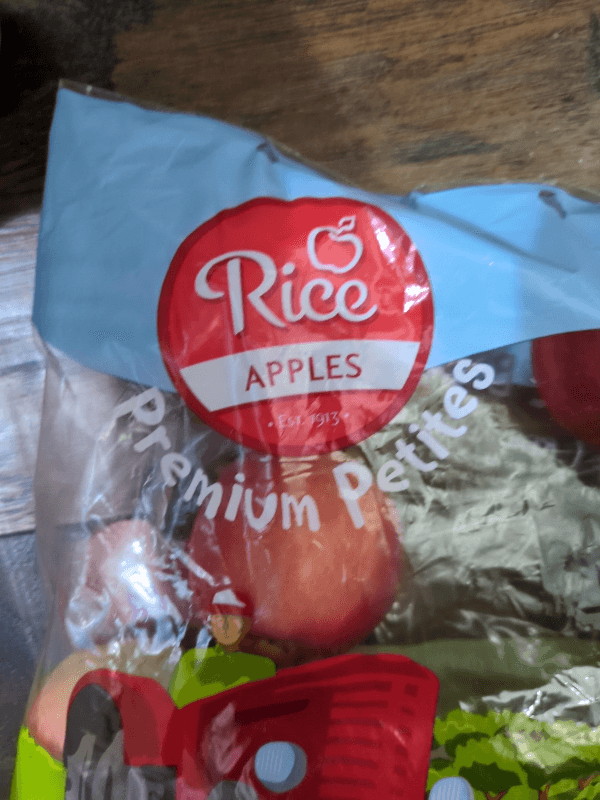 Rice
APPLES
• EST. 1913 •
Premium Petites